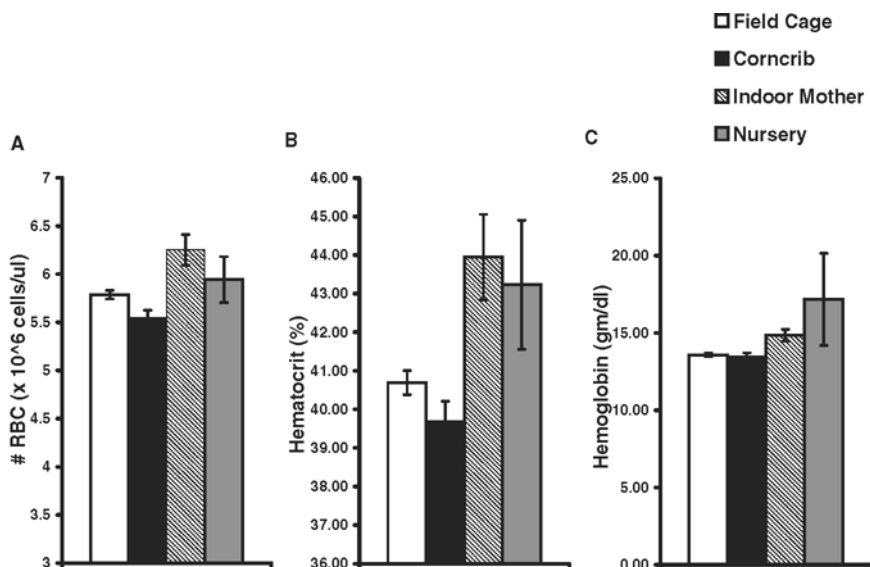 Field Cage
Corncrib
Indoor Mother
Nursery
A
# RBC (x 10^6 cells/ul)
7
6.5
6
5.5
5
4.5
4
3.5
3
B
Hematocrit (%)
46.00
45.00
44.00
43.00
42.00
41.00
40.00
39.00
38.00
37.00
36.00
C
Hemoglobin (gm/dl)
25.00
20.00
15.00
10.00
5.00
0.00